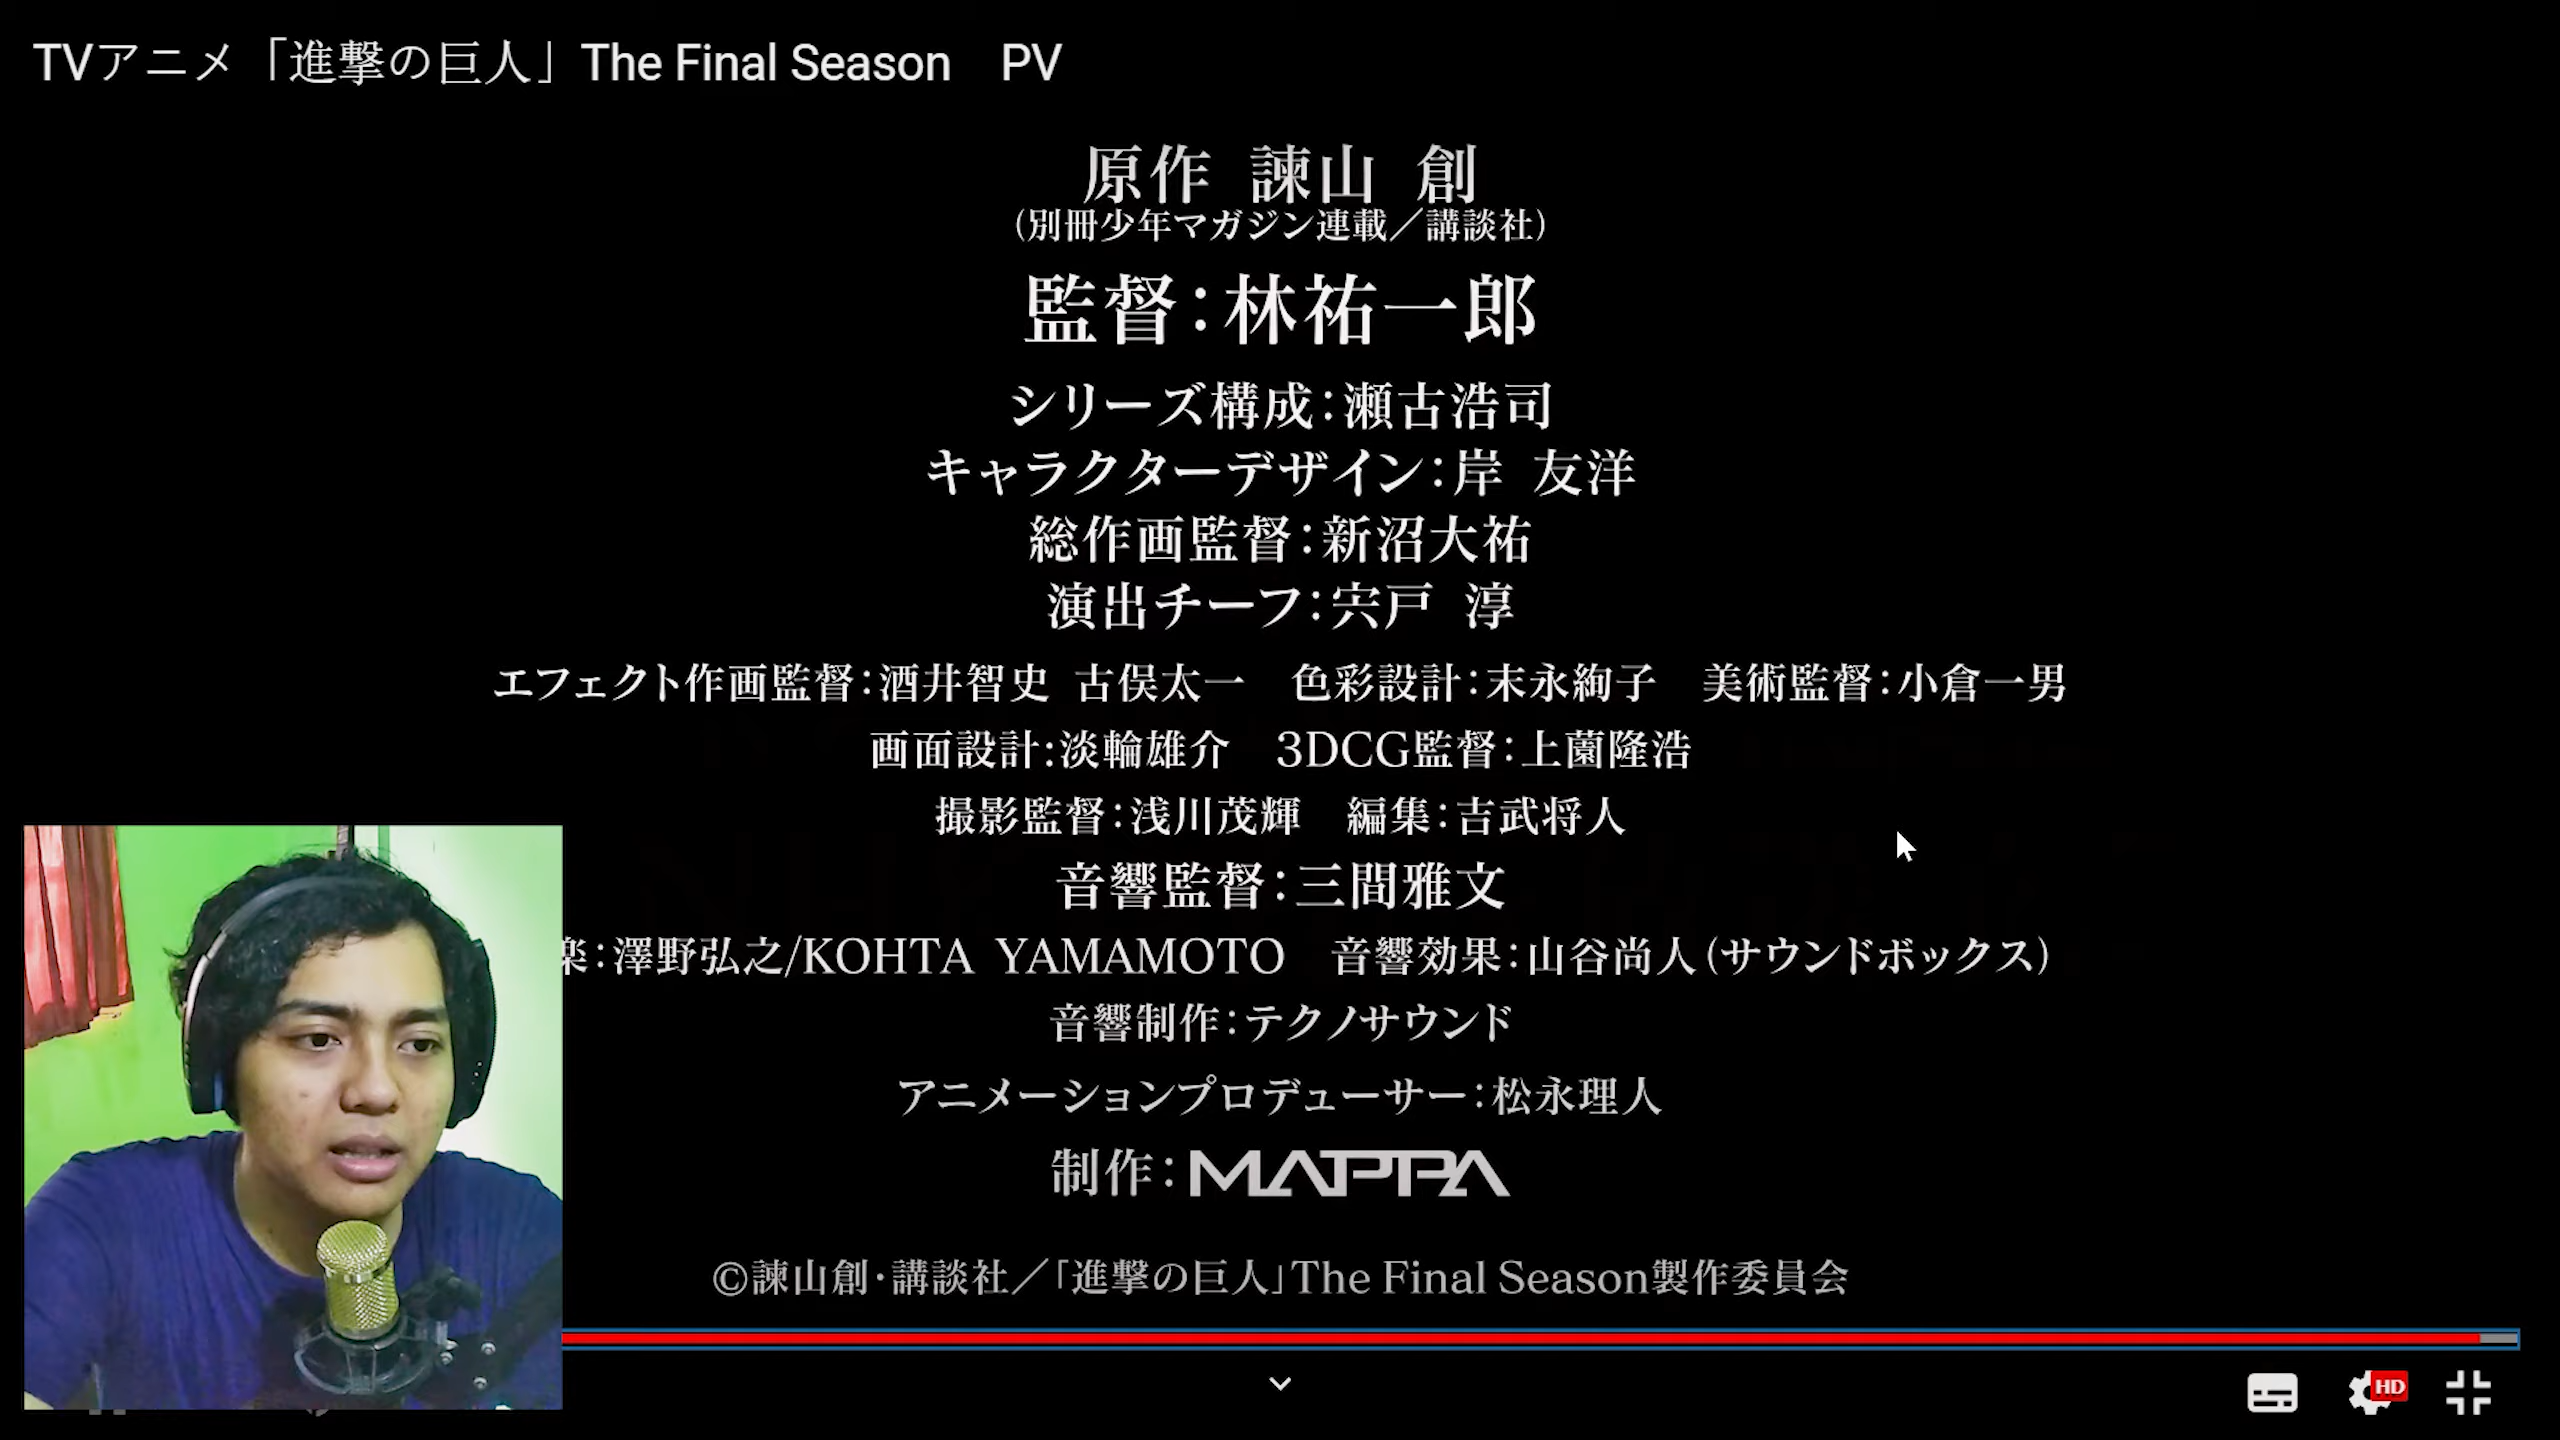 TVアニメ「進撃の巨人」The Final Season　PV
原作 諫山 創
（別冊少年マガジン連載／講談社）
監督：林祐一郎
シリーズ構成：瀬古浩司
キャラクターデザイン：岸 友洋
総作画監督：新沼大祐
演出チーフ：宍戸 淳
エフェクト作画監督：酒井智史 古俣太一　色彩設計：末永絢子　美術監督：小倉一男
画面設計：淡輪雄介　3DCG監督：上薗隆浩
撮影監督：浅川茂輝　編集：吉武将人
音響監督：三間雅文
楽：澤野弘之/KOHTA YAMAMOTO　音響効果：山谷尚人（サウンドボックス）
音響制作：テクノサウンド
アニメーションプロデューサー：松永理人
制作：MAPPA
©諫山創・講談社／「進撃の巨人」The Final Season製作委員会
HD